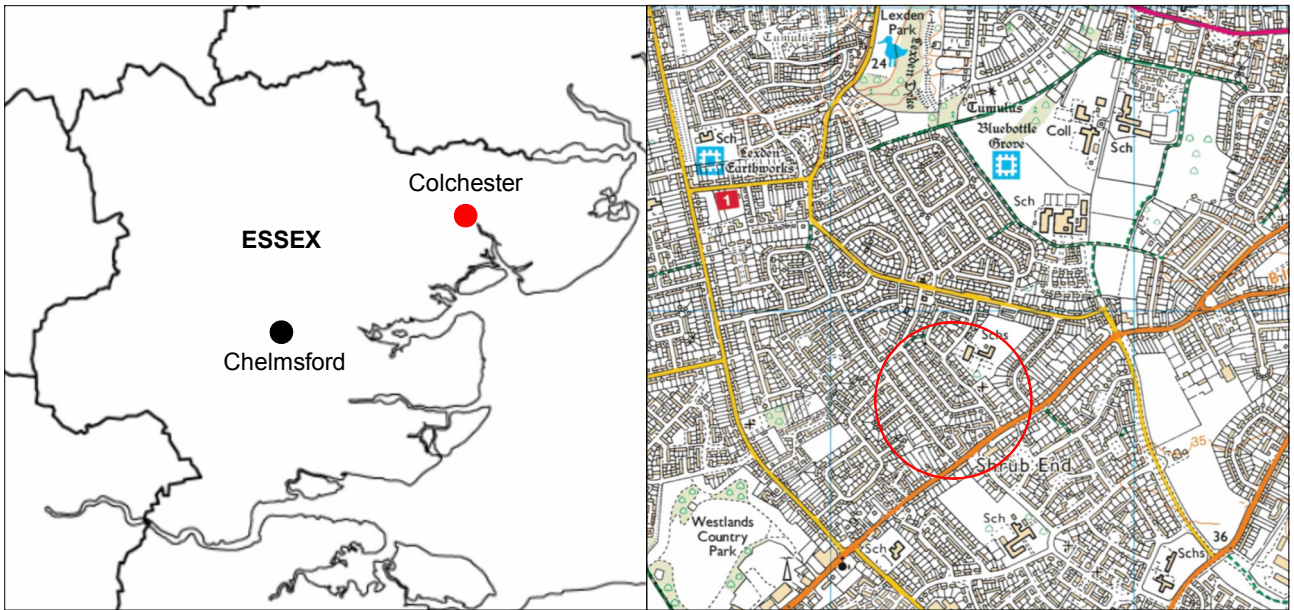 Colchester
ESSEX
Chelmsford
Lexden
Park
24
Tumulus
Lexden Dyke
Tumulus
Bluebottle
Grove
Coll
Sch
Sch
Lexden
Earthworks
1
Sch
Schs
Shrub End
35
Westlands
Country
Park
Sch
Sch
36
Schs